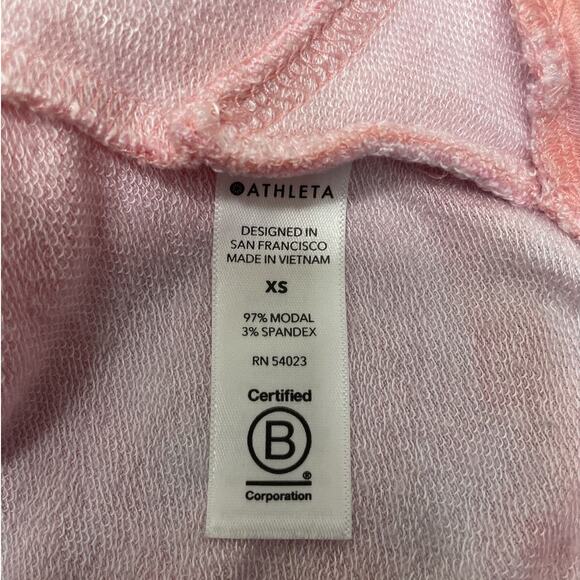 ATHLETA
DESIGNED IN
SAN FRANCISCO
MADE IN VIETNAM
XS
97% MODAL
3% SPANDEX
RN 54023
Certified
B
®
Corporation